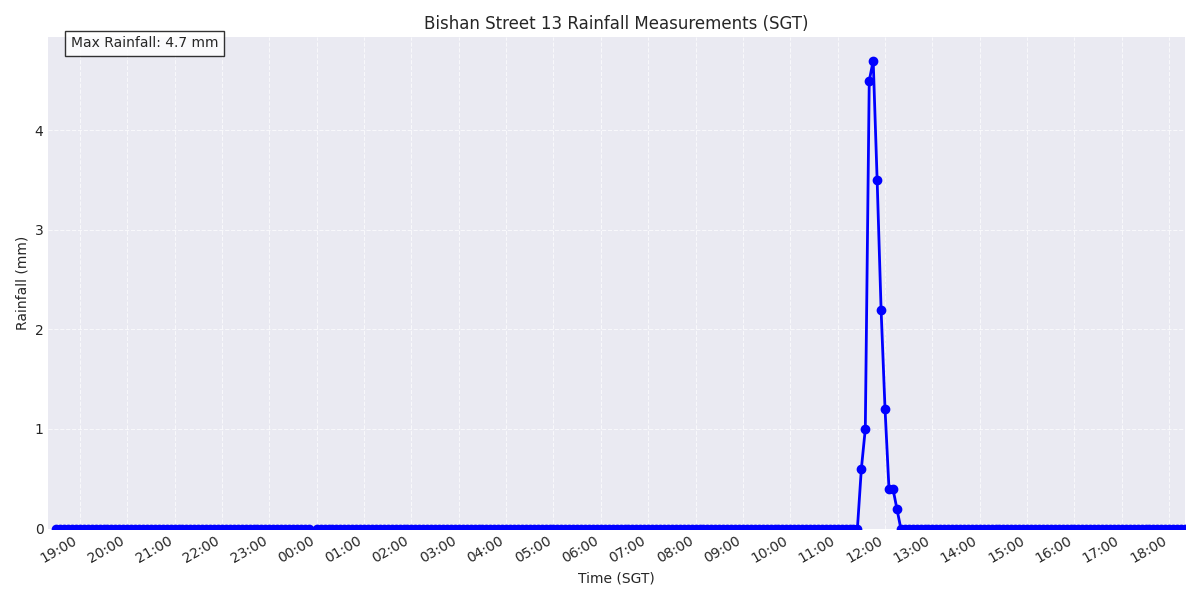 Bishan Street 13 Rainfall Measurements (SGT)
Max Rainfall: 4.7 mm
4
3
2
1
0
Rainfall (mm)
19:00 20:00 21:00 22:00 23:00 00:00 01:00 02:00 03:00 04:00 05:00 06:00 07:00 08:00 09:00 10:00 11:00 12:00 13:00 14:00 15:00 16:00 17:00 18:00
Time (SGT)